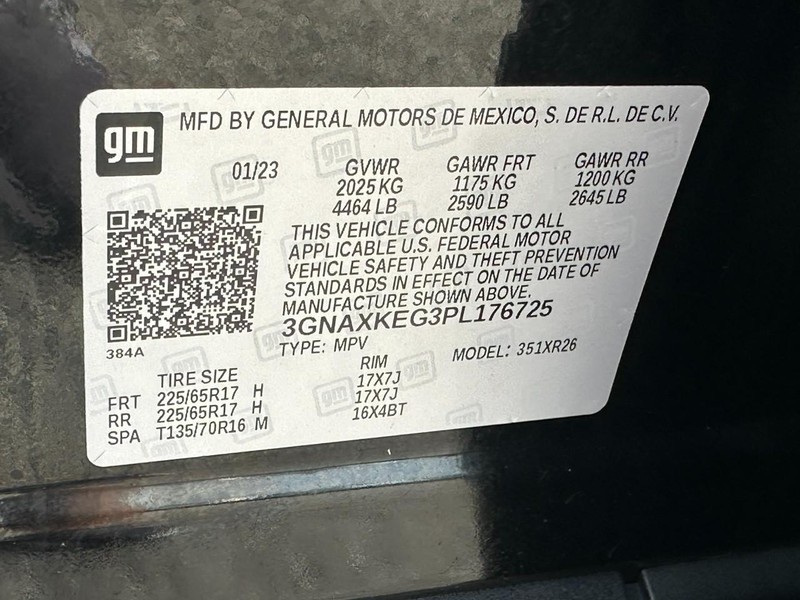 gm MFD BY GENERAL MOTORS DE MEXICO, S. DE R.L. DE C.V.
01/23 GVWR GAWR FRT GAWR RR
2025 KG 1175 KG 1200 KG
4464 LB 2590 LB 2645 LB
THIS VEHICLE CONFORMS TO ALL
APPLICABLE U.S. FEDERAL MOTOR
VEHICLE SAFETY AND THEFT PREVENTION
STANDARDS IN EFFECT ON THE DATE OF
MANUFACTURE SHOWN ABOVE.
3GNAXKEG3PL176725
384A TYPE: MPV MODEL: 351XR26
TIRE SIZE RIM
FRT 225/65R17 H 17X7J
RR 225/65R17 H 17X7J
SPA T135/70R16 M 16X4BT